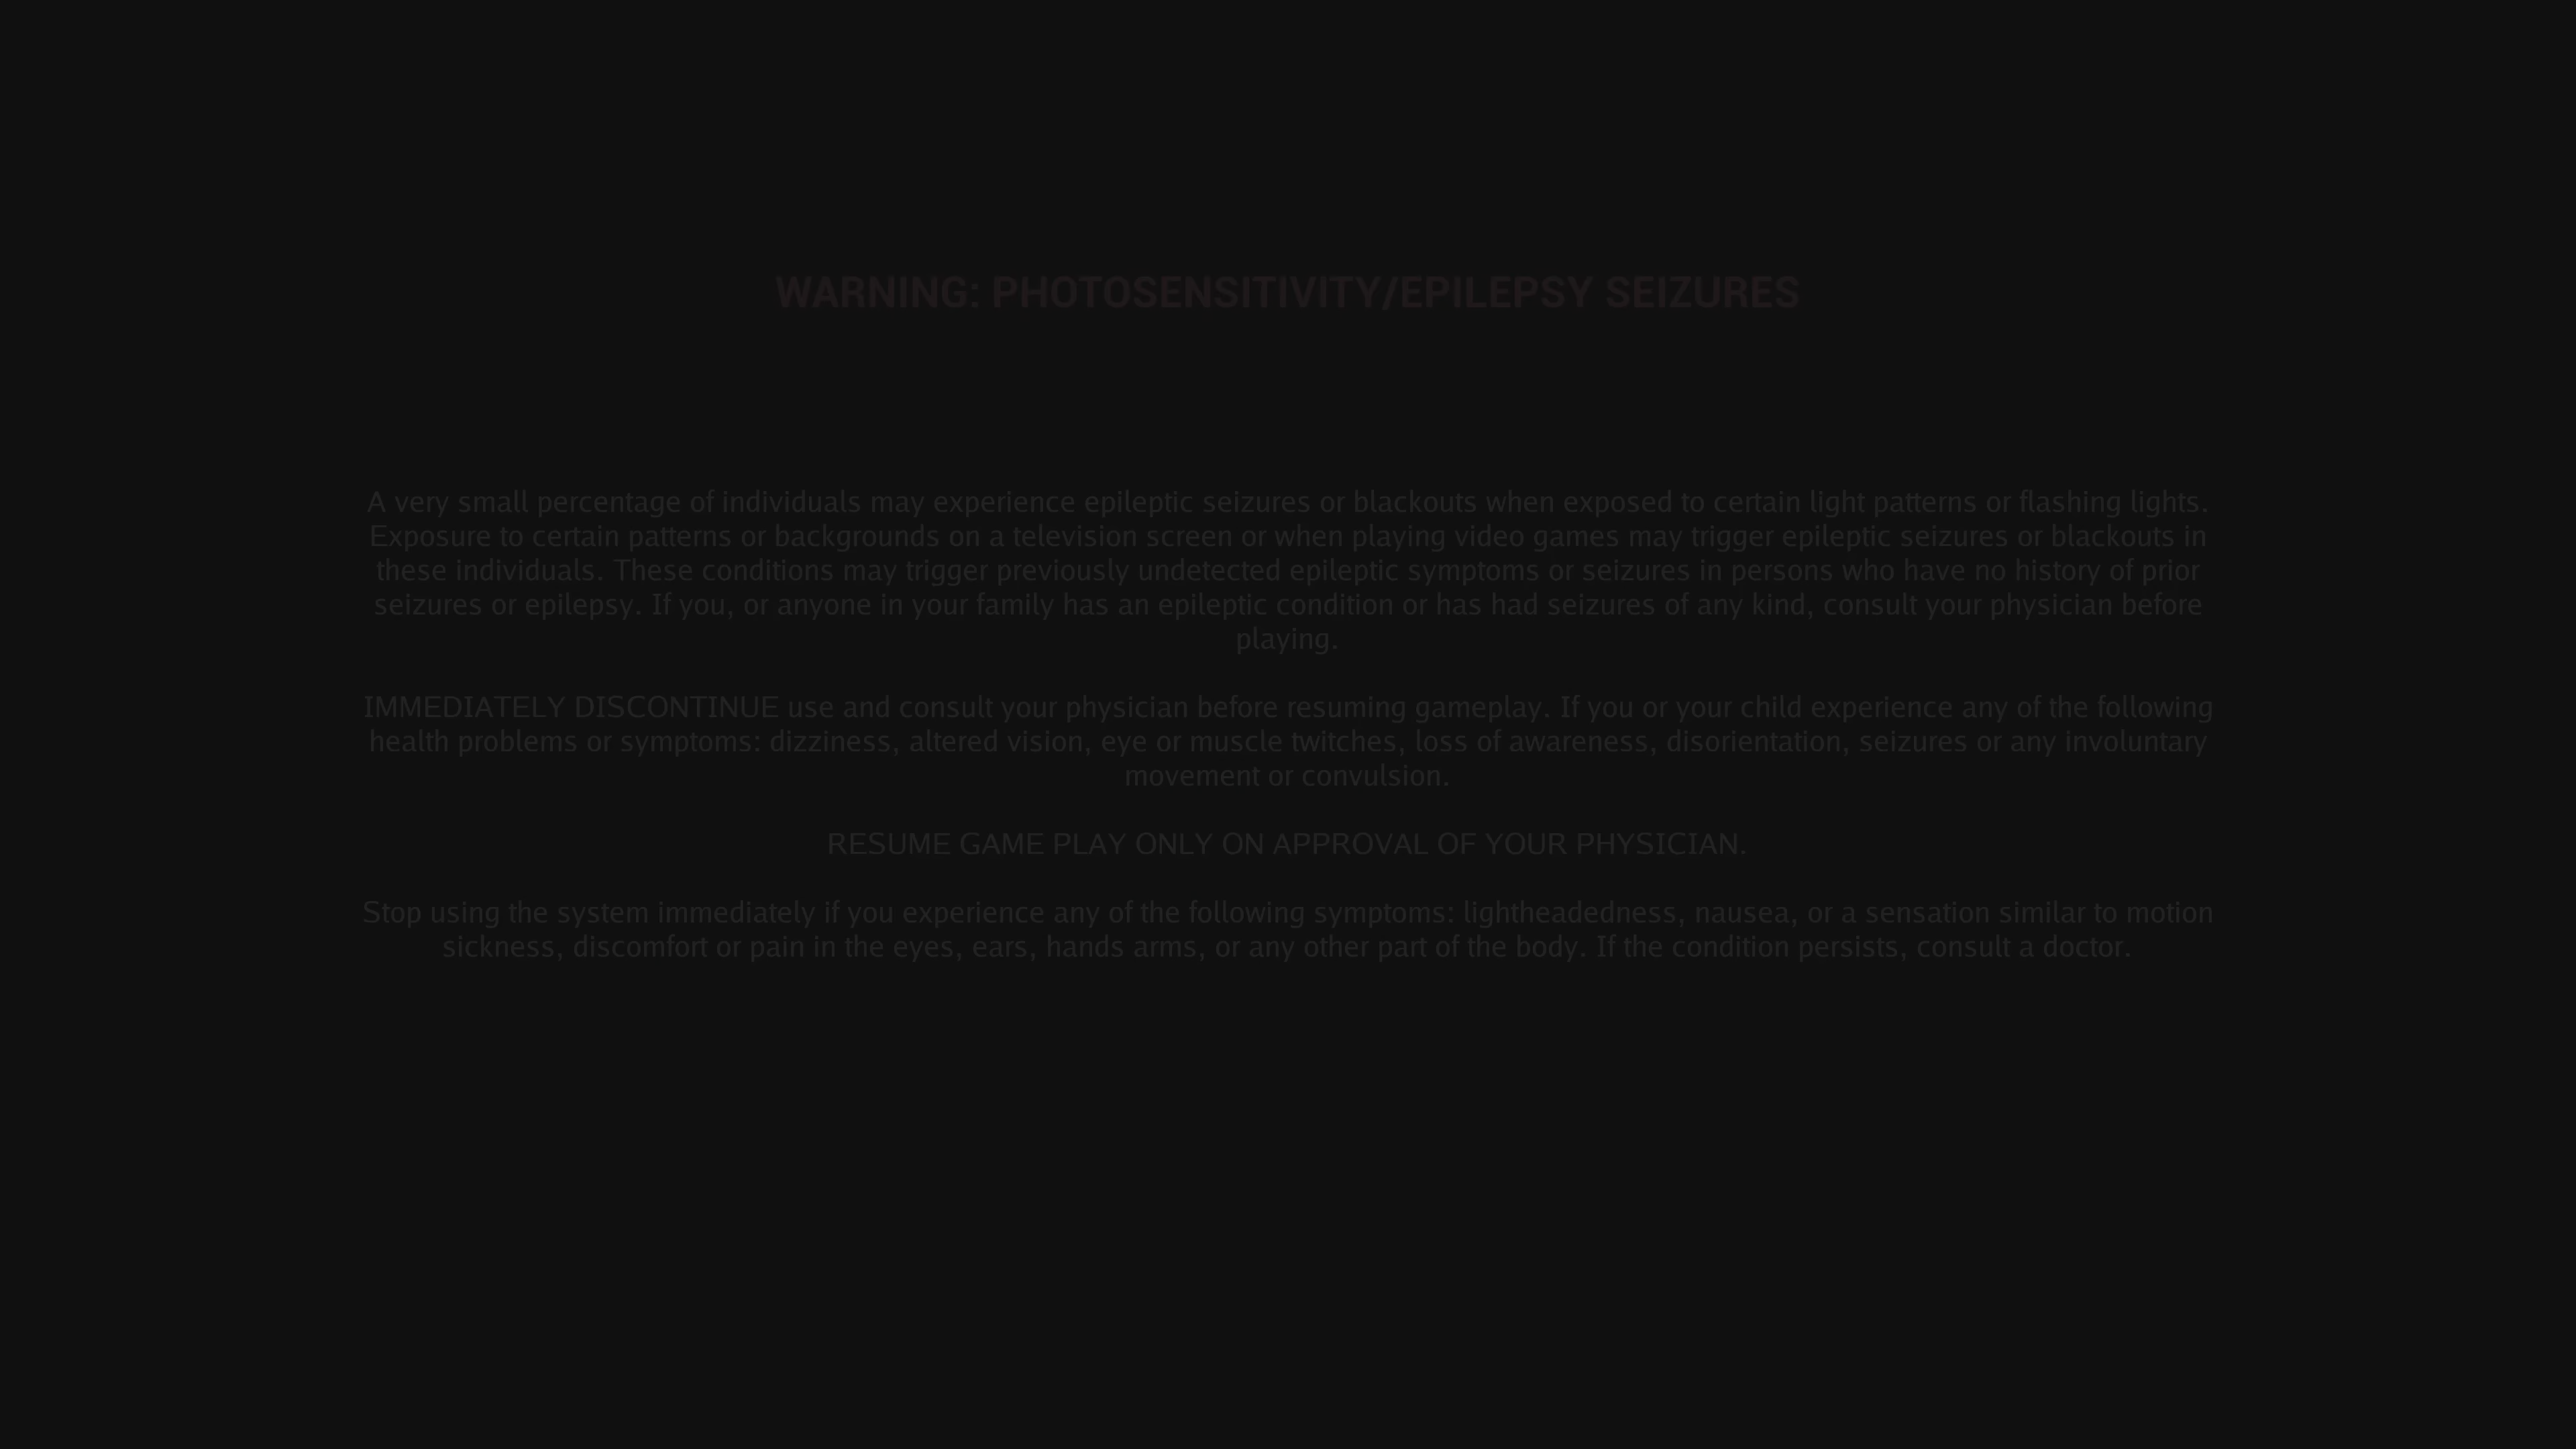 WARNING: PHOTOSENSITIVITY/EPILEPSY SEIZURES
A very small percentage of individuals may experience epileptic seizures or blackouts when exposed to certain light patterns or flashing lights.
Exposure to certain patterns or backgrounds on a television screen or when playing video games may trigger epileptic seizures or blackouts in
these individuals. These conditions may trigger previously undetected epileptic symptoms or seizures in persons who have no history of prior
seizures or epilepsy. If you, or anyone in your family has an epileptic condition or has had seizures of any kind, consult your physician before
playing.
IMMEDIATELY DISCONTINUE use and consult your physician before resuming gameplay. If you or your child experience any of the following
health problems or symptoms: dizziness, altered vision, eye or muscle twitches, loss of awareness, disorientation, seizures or any involuntary
movement or convulsion.
RESUME GAME PLAY ONLY ON APPROVAL OF YOUR PHYSICIAN.
Stop using the system immediately if you experience any of the following symptoms: lightheadedness, nausea, or a sensation similar to motion
sickness, discomfort or pain in the eyes, ears, hands arms, or any other part of the body. If the condition persists, consult a doctor.